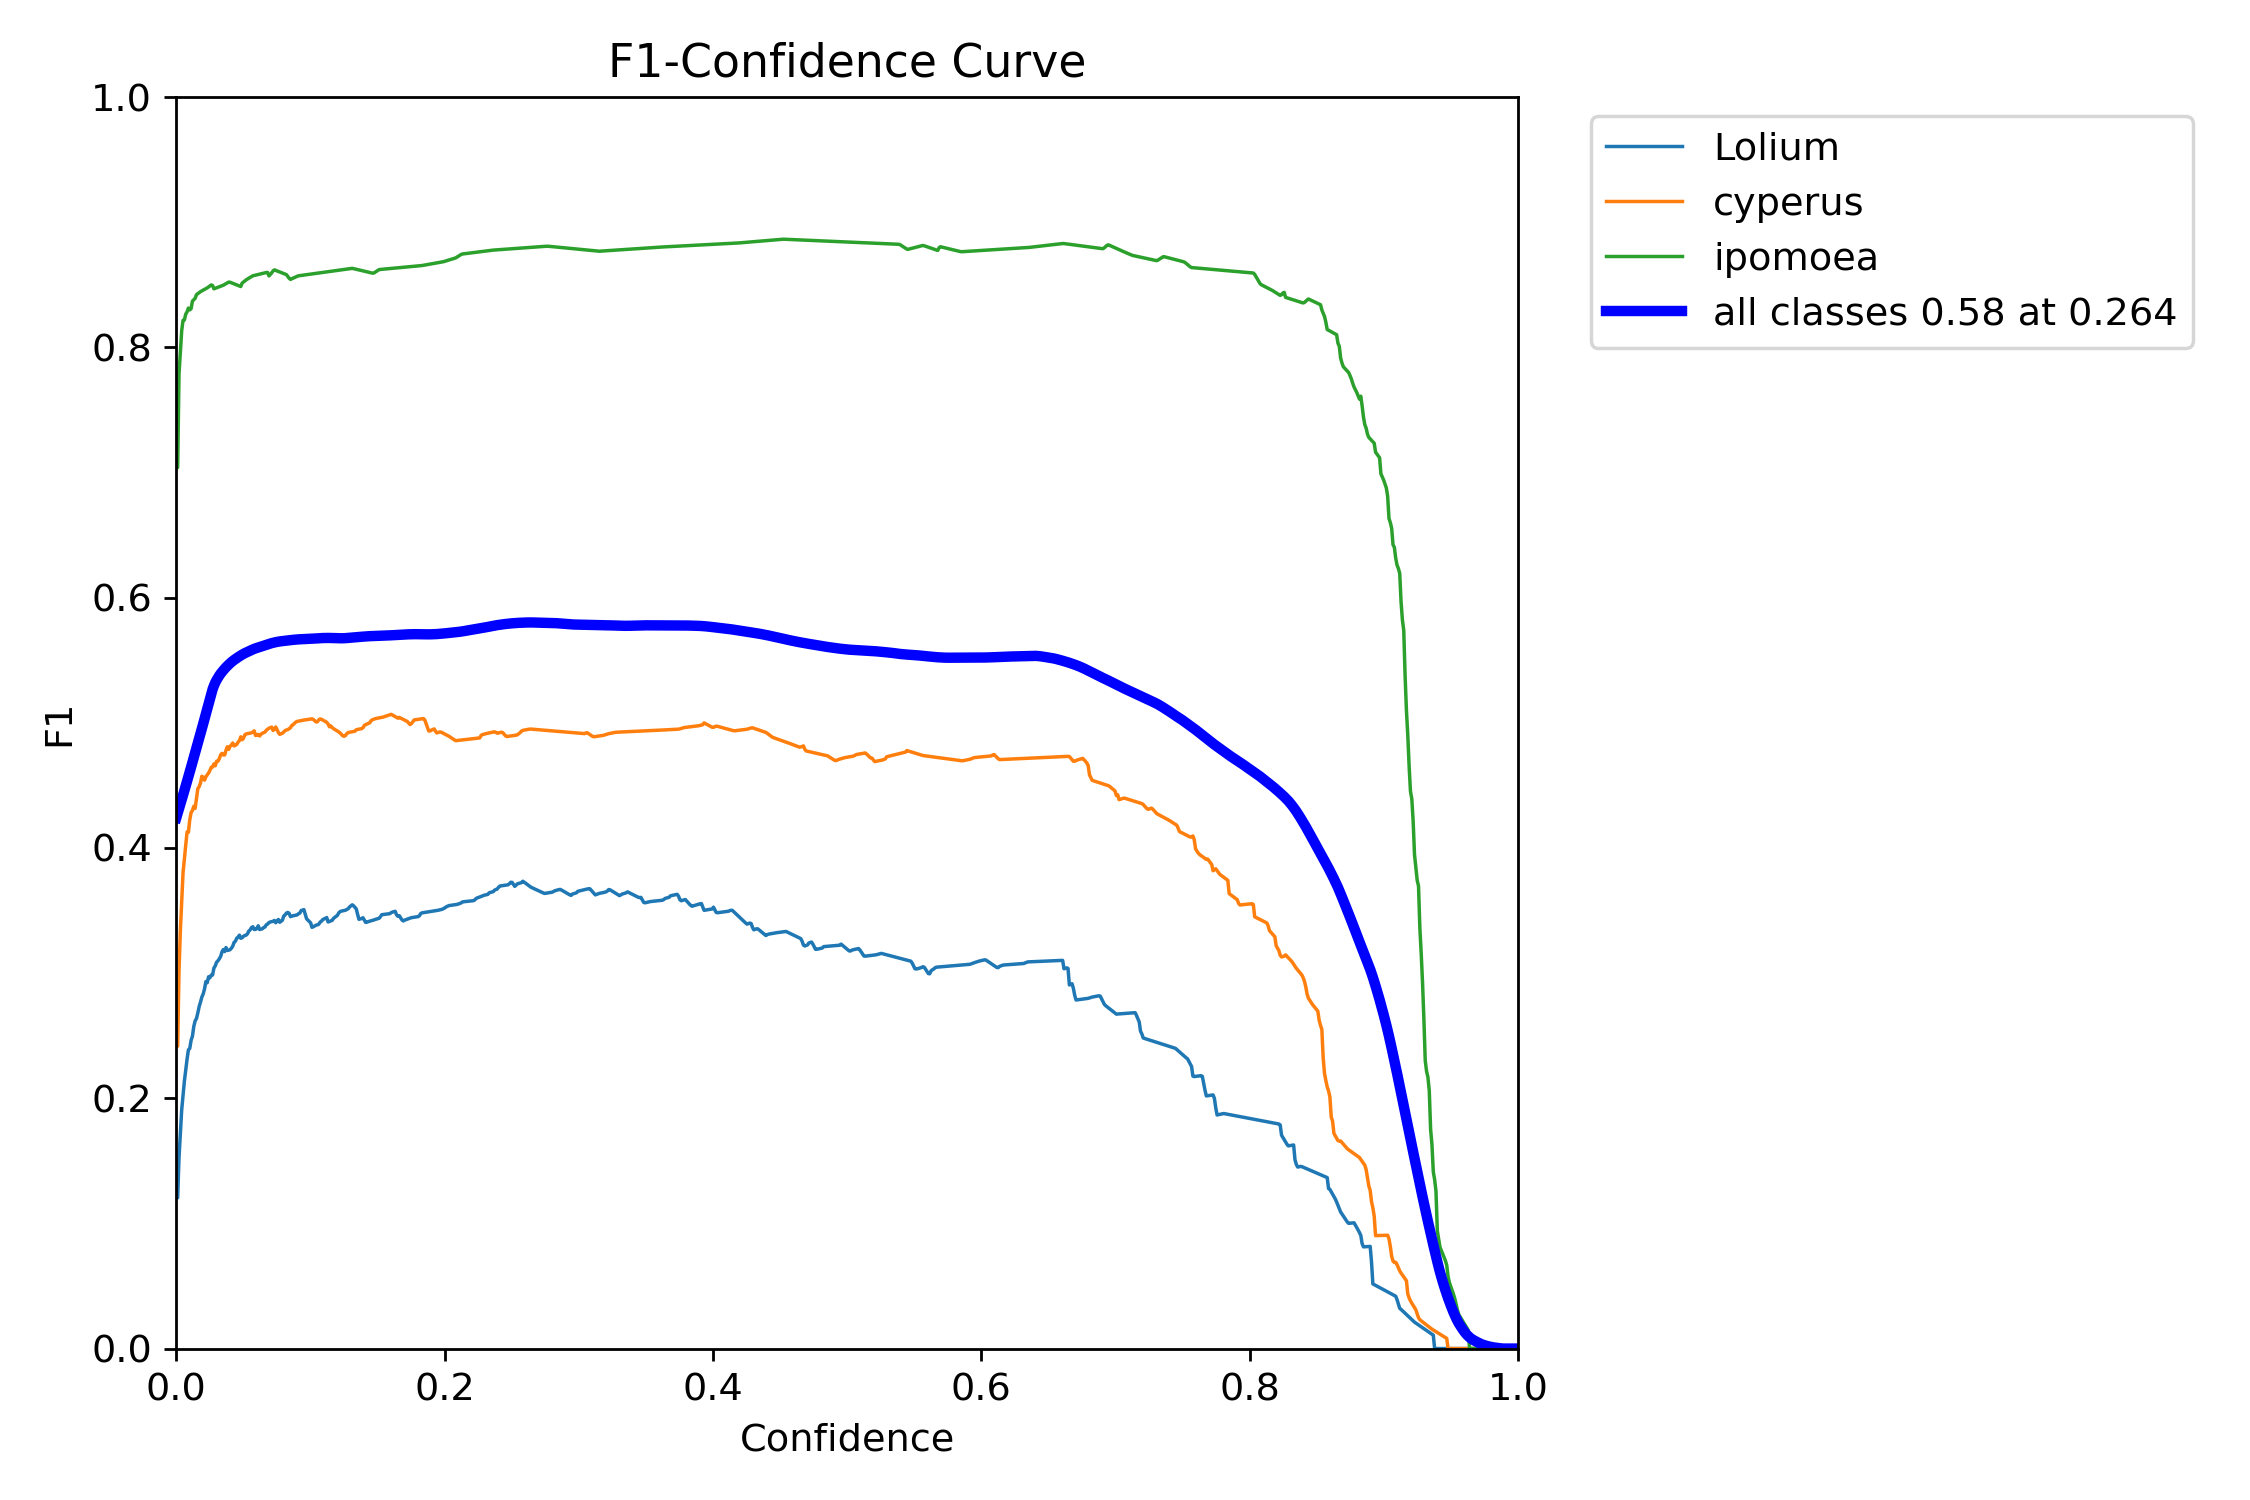 F1-Confidence Curve
1.0
0.8
0.6
0.4
0.2
0.0
F1
0.0 0.2 0.4 0.6 0.8 1.0
Confidence
Lolium
cyperus
ipomoea
all classes 0.58 at 0.264